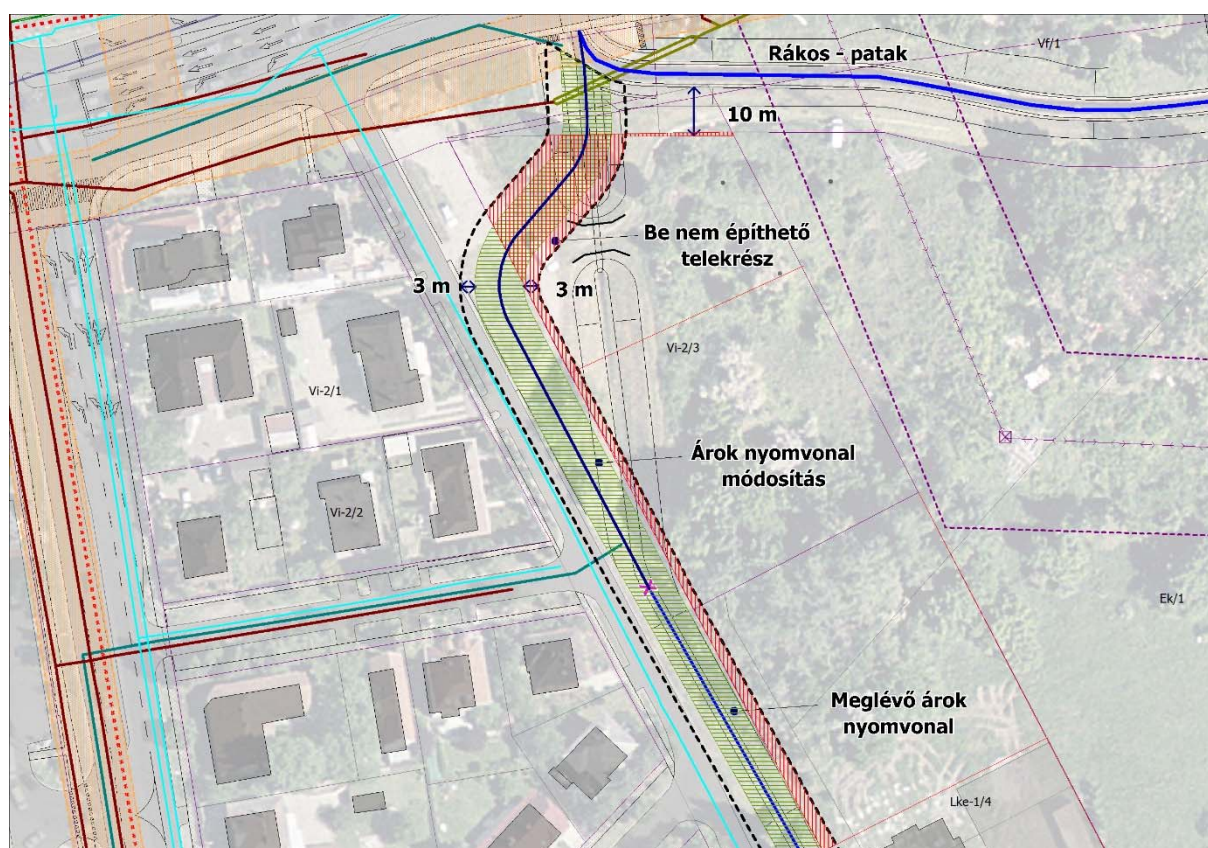 Rákos - patak
Vf/1
10 m
Be nem építhető
telekrész
3 m
3 m
Vi-2/3
Vi-2/1
Árok nyomvonal
módosítás
Vi-2/2
Ek/1
Meglévő árok
nyomvonal
Lke-1/4